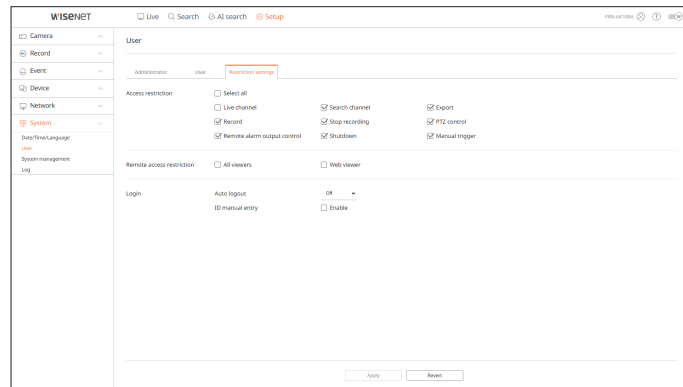 WISENET
Live Search AI search Setup
PRN-6410B4 ?
Camera
Record
Event
Device
Network
System
Date/Time/Language
User
System management
Log
User
Administrator User Restriction settings
Access restriction Select all
Live channel Search channel Export
Record Stop recording PTZ control
Remote alarm output control Shutdown Manual trigger
Remote access restriction All viewers Web viewer
Login Auto logout Off
ID manual entry Enable
Apply Revert